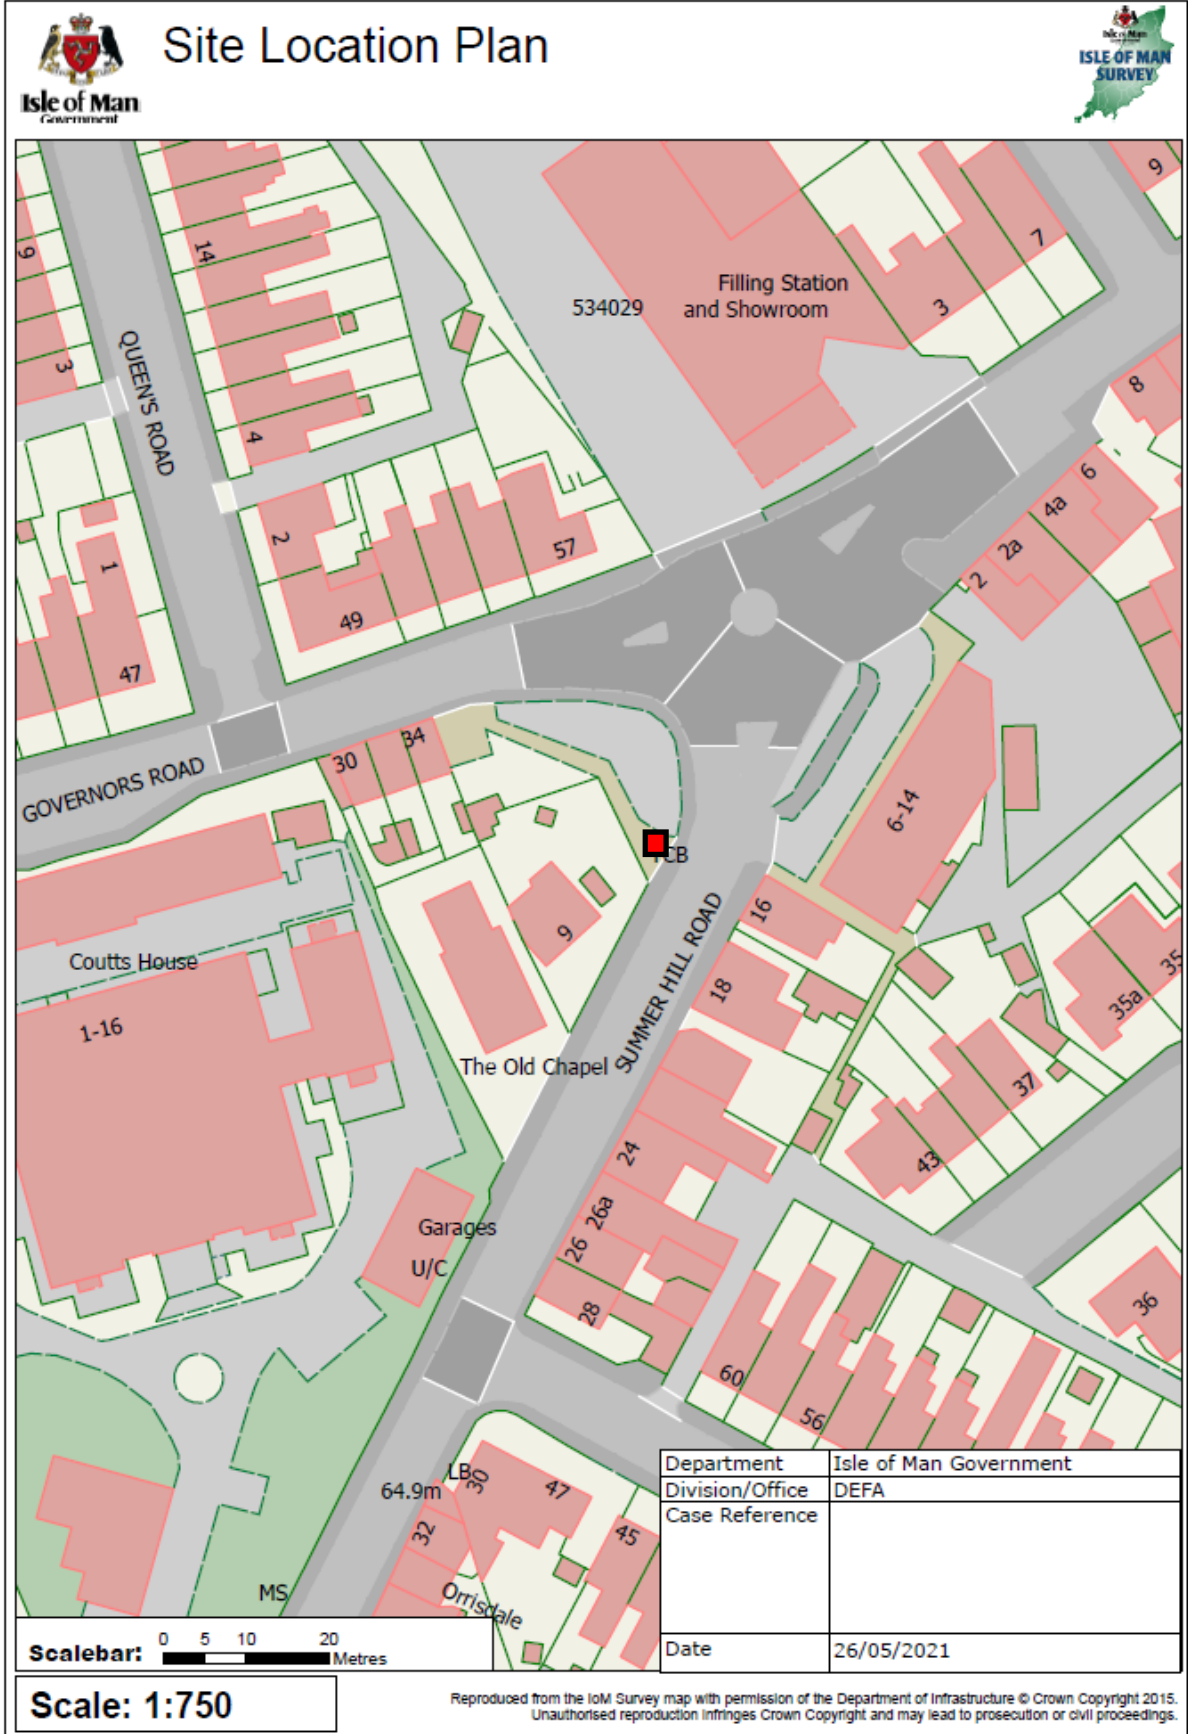 Isle of Man
Government
Site Location Plan
Isle of Man
ISLE OF MAN
SURVEY
9
14
QUEEN'S ROAD
3
4
2
1
47
49
57
534029
Filling Station
and Showroom
3
7
9
8
6
4a
2a
2
GOVERNORS ROAD
30
34
6-14
TCB
16
9
Coutts House
1-16
18
SUMMER HILL ROAD
The Old Chapel
35
35a
37
43
24
26a
26
28
Garages
U/C
36
60
56
LB
30
47
64.9m
32
45
Orrisdale
MS
Department
Isle of Man Government
Division/Office
DEFA
Case Reference
Date
26/05/2021
Scalebar:
0 5 10 20
Metres
Scale: 1:750
Reproduced from the IoM Survey map with permission of the Department of Infrastructure © Crown Copyright 2015.
Unauthorised reproduction infringes Crown Copyright and may lead to prosecution or civil proceedings.